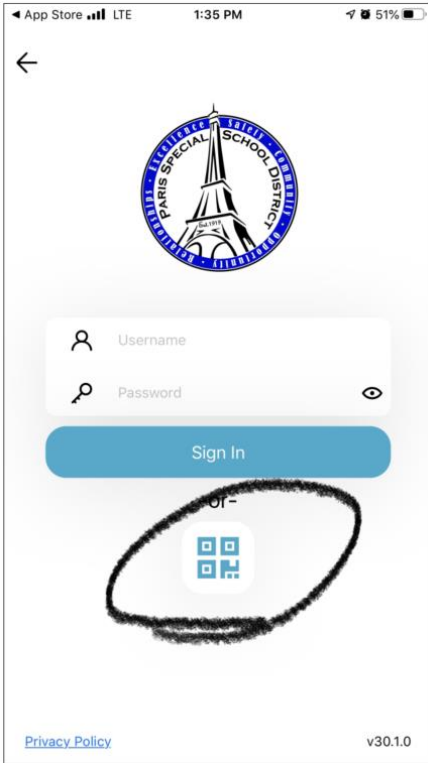 ◀ App Store LTE 1:35 PM 51%
Excellence · Safety · Community · Opportunity · Relationships
PARIS SPECIAL SCHOOL DISTRICT
Est. 1919
Username
Password
Sign In
-or-
Privacy Policy v30.1.0